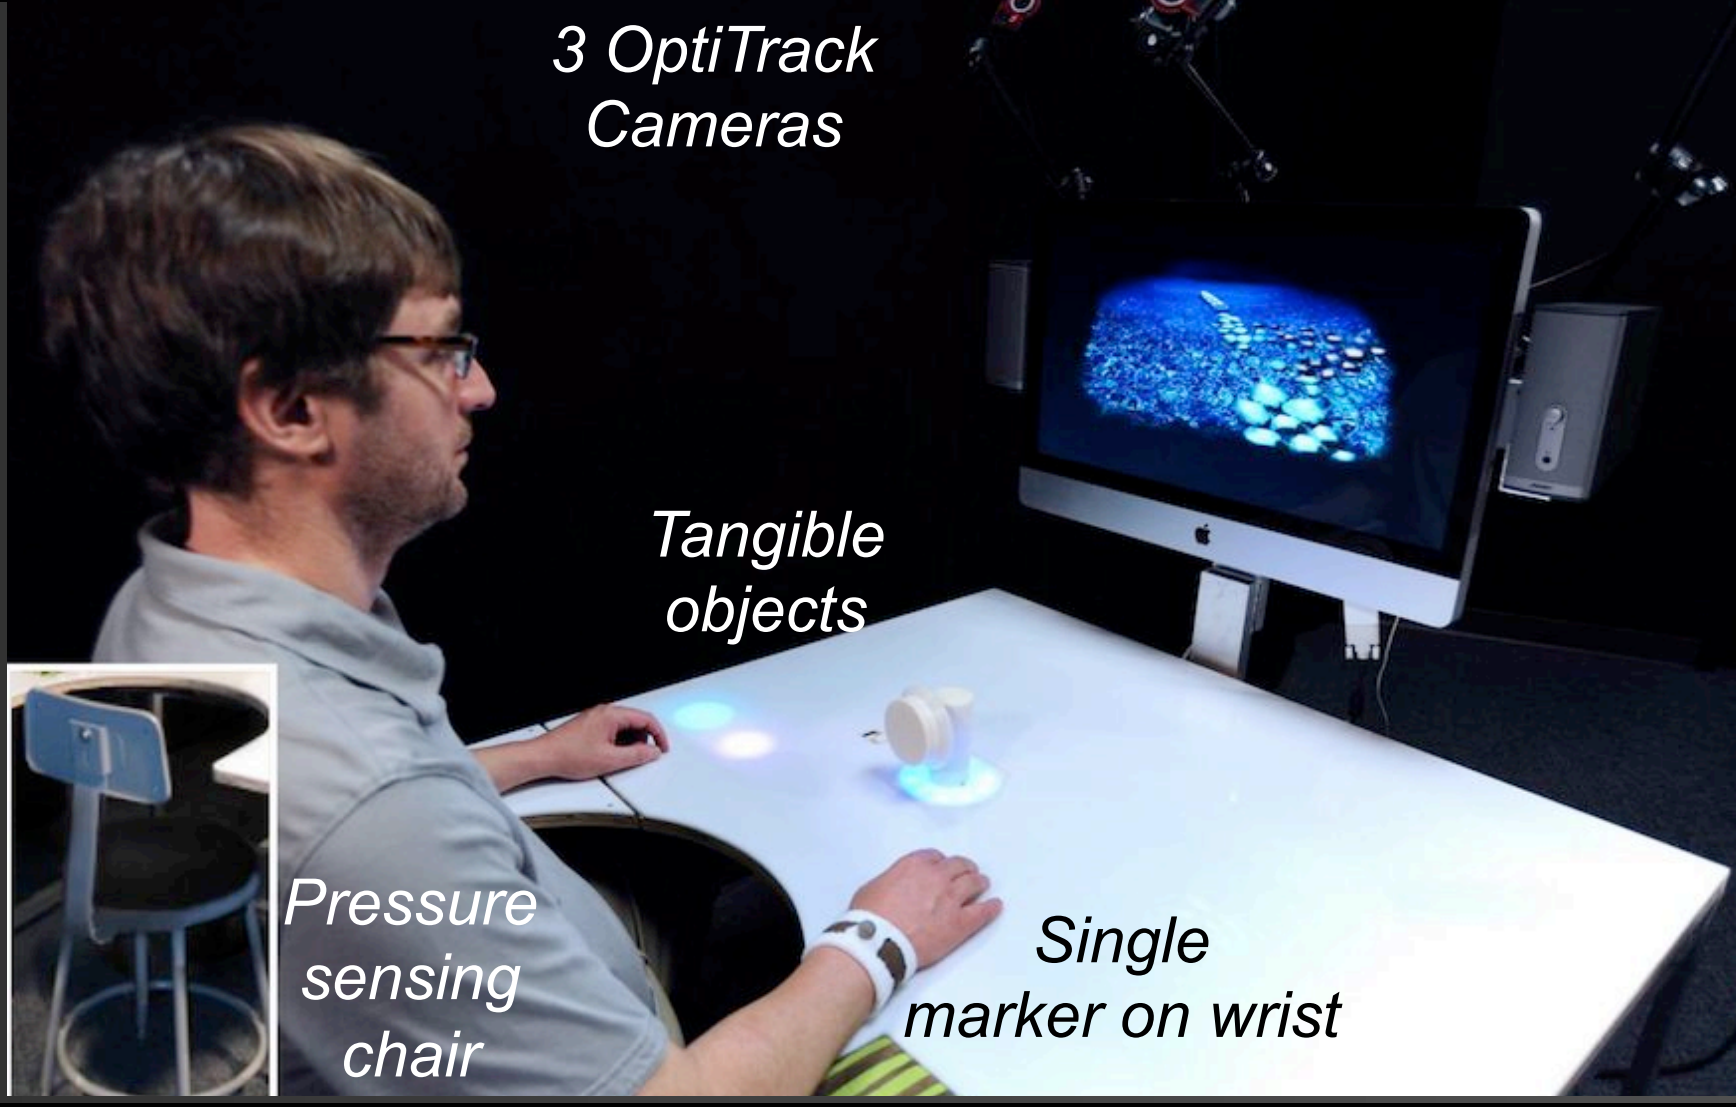 3 OptiTrack
Cameras
Tangible
objects
Pressure
sensing
chair
Single
marker on wrist